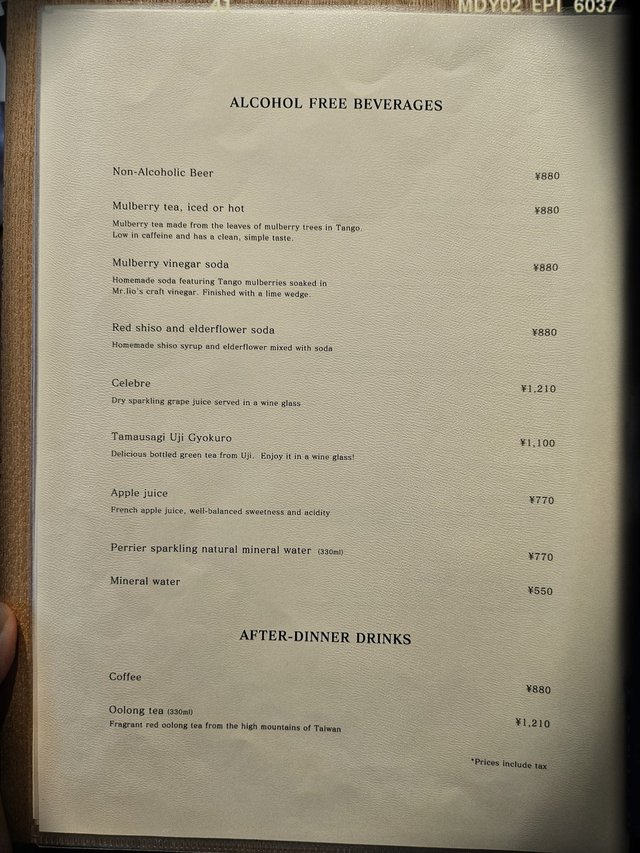 41
MDY02 EPI 6037
ALCOHOL FREE BEVERAGES
Non-Alcoholic Beer ¥880
Mulberry tea, iced or hot ¥880
Mulberry tea made from the leaves of mulberry trees in Tango.
Low in caffeine and has a clean, simple taste.
Mulberry vinegar soda ¥880
Homemade soda featuring Tango mulberries soaked in
Mr.Iio's craft vinegar. Finished with a lime wedge.
Red shiso and elderflower soda ¥880
Homemade shiso syrup and elderflower mixed with soda
Celebre ¥1,210
Dry sparkling grape juice served in a wine glass
Tamausagi Uji Gyokuro ¥1,100
Delicious bottled green tea from Uji. Enjoy it in a wine glass!
Apple juice ¥770
French apple juice, well-balanced sweetness and acidity
Perrier sparkling natural mineral water (330ml) ¥770
Mineral water ¥550
AFTER-DINNER DRINKS
Coffee ¥880
Oolong tea (330ml) ¥1,210
Fragrant red oolong tea from the high mountains of Taiwan
*Prices include tax